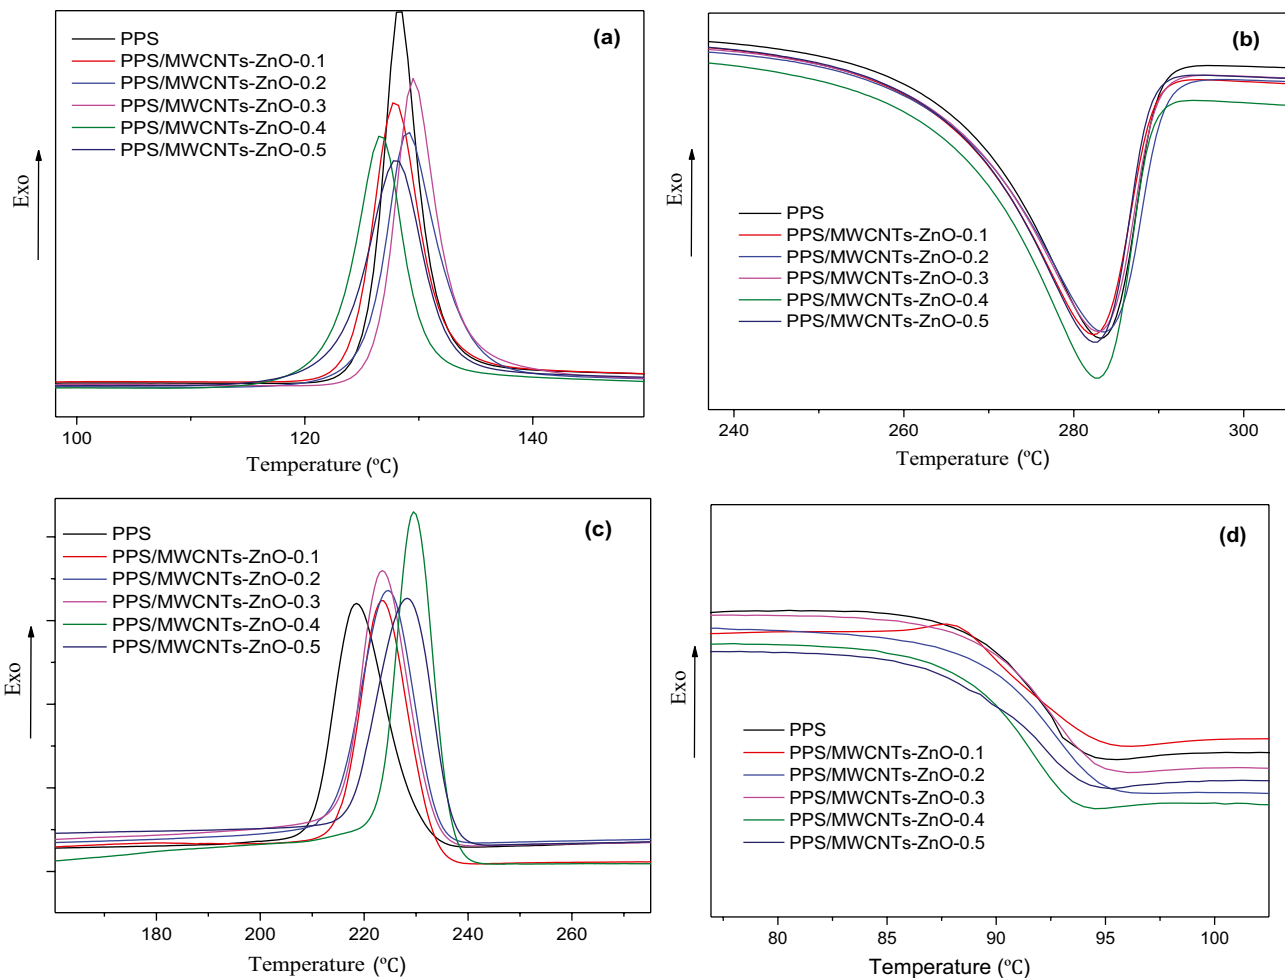 (a)
PPS
PPS/MWCNTs-ZnO-0.1
PPS/MWCNTs-ZnO-0.2
PPS/MWCNTs-ZnO-0.3
PPS/MWCNTs-ZnO-0.4
PPS/MWCNTs-ZnO-0.5
Exo
100 120 140
Temperature (℃)
(b)
Exo
PPS
PPS/MWCNTs-ZnO-0.1
PPS/MWCNTs-ZnO-0.2
PPS/MWCNTs-ZnO-0.3
PPS/MWCNTs-ZnO-0.4
PPS/MWCNTs-ZnO-0.5
240 260 280 300
Temperature (℃)
(c)
PPS
PPS/MWCNTs-ZnO-0.1
PPS/MWCNTs-ZnO-0.2
PPS/MWCNTs-ZnO-0.3
PPS/MWCNTs-ZnO-0.4
PPS/MWCNTs-ZnO-0.5
Exo
180 200 220 240 260
Temperature (℃)
(d)
Exo
PPS
PPS/MWCNTs-ZnO-0.1
PPS/MWCNTs-ZnO-0.2
PPS/MWCNTs-ZnO-0.3
PPS/MWCNTs-ZnO-0.4
PPS/MWCNTs-ZnO-0.5
80 85 90 95 100
Temperature (℃)